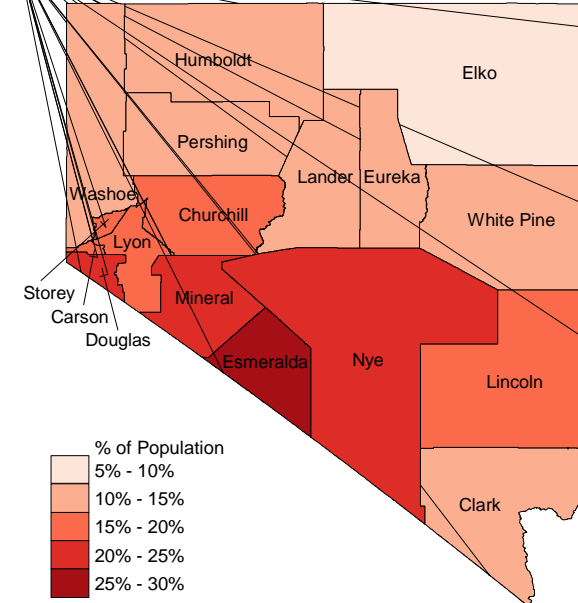 Humboldt
Elko
Pershing
Lander
Eureka
Washoe
Churchill
White Pine
Lyon
Storey
Mineral
Carson
Douglas
Esmeralda
Nye
Lincoln
% of Population
5% - 10%
10% - 15%
15% - 20%
20% - 25%
25% - 30%
Clark